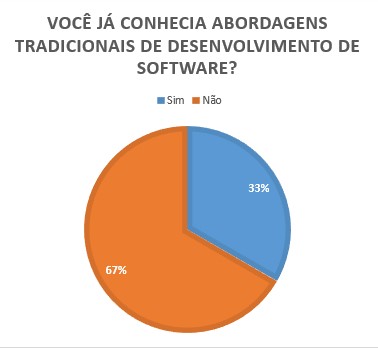 VOCÊ JÁ CONHECIA ABORDAGENS
TRADICIONAIS DE DESENVOLVIMENTO DE
SOFTWARE?
Sim Não
33%
67%